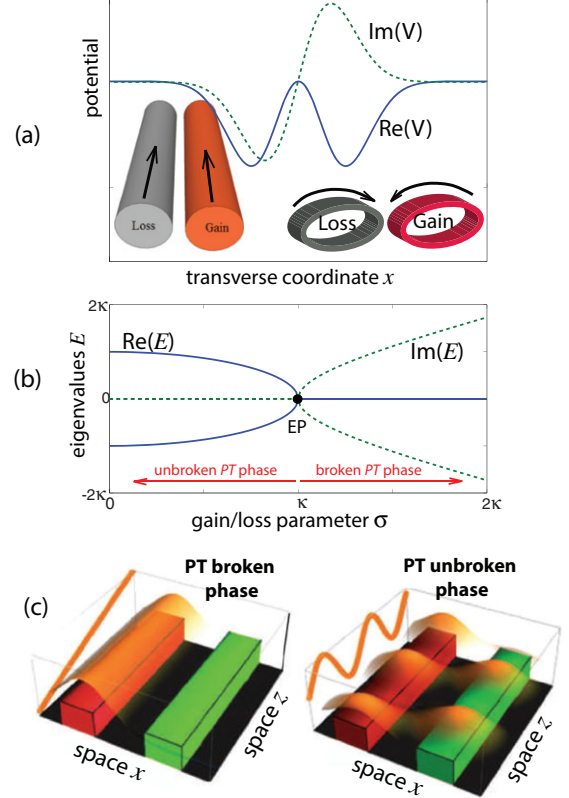 (a)
potential
Im(V)
Re(V)
Loss
Gain
Loss
Gain
transverse coordinate x
(b)
eigenvalues E
2κ
0
-2κ
Re(E)
Im(E)
EP
unbroken PT phase
broken PT phase
0
κ
2κ
gain/loss parameter σ
(c)
PT broken
phase
space x
space z
PT unbroken
phase
space x
space z